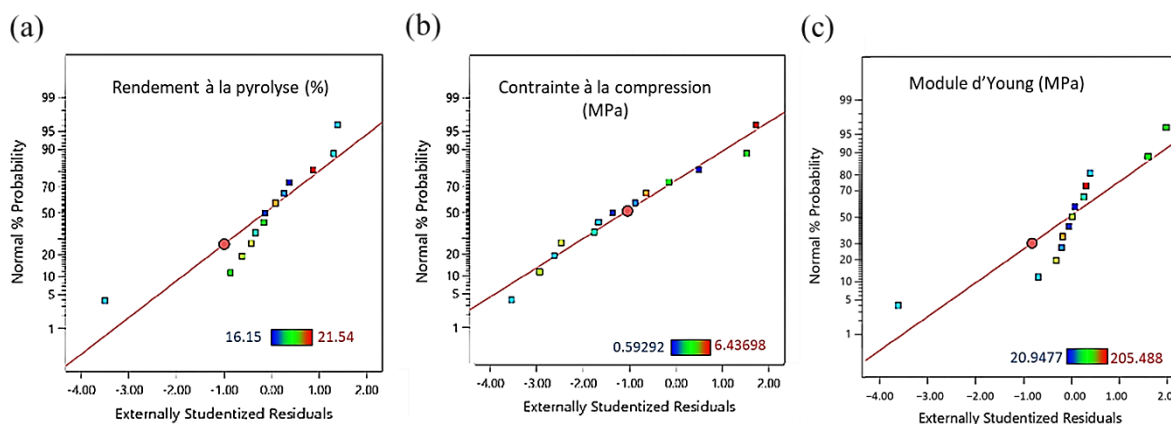 (a)
Rendement à la pyrolyse (%)
Normal % Probability
99
95
90
70
50
20
10
5
1
16.15 21.54
-4.00 -3.00 -2.00 -1.00 0.00 1.00 2.00
Externally Studentized Residuals
(b)
Contrainte à la compression
(MPa)
Normal % Probability
99
95
90
70
50
20
10
5
1
0.59292 6.43698
-4.00 -3.00 -2.00 -1.00 0.00 1.00 2.00
Externally Studentized Residuals
(c)
Module d’Young (MPa)
Normal % Probability
99
95
90
80
70
50
30
20
10
5
1
20.9477 205.488
-4.00 -3.00 -2.00 -1.00 0.00 1.00 2.0
Externally Studentized Residuals